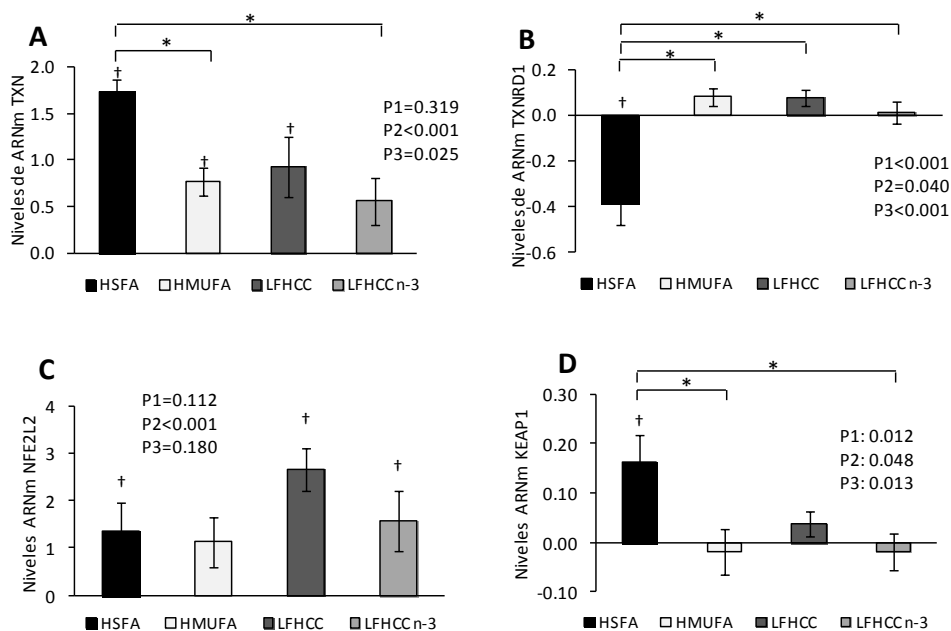 A
*
*
Niveles de ARNm TXN
2.0
1.5
1.0
0.5
0.0
†
†
†
P1=0.319
P2<0.001
P3=0.025
HSFA HMUFA LFHCC LFHCC n-3
B
*
*
*
Niveles de ARNm TXNRD1
0.2
0.0
-0.2
-0.4
-0.6
†
P1<0.001
P2=0.040
P3<0.001
HSFA HMUFA LFHCC LFHCC n-3
C
Niveles ARNm NFE2L2
4
3
2
1
0
P1=0.112
P2<0.001
P3=0.180
†
†
†
HSFA HMUFA LFHCC LFHCC n-3
D
*
*
Niveles ARNm KEAP1
0.30
0.20
0.10
0.00
-0.10
†
P1: 0.012
P2: 0.048
P3: 0.013
HSFA HMUFA LFHCC LFHCC n-3